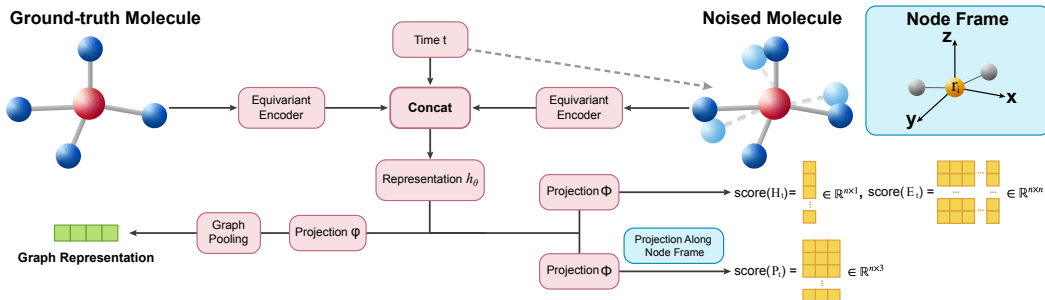 Ground-truth Molecule
Time t
Noised Molecule
Node Frame
z
r_i
x
y
Equivariant
Encoder
Concat
Equivariant
Encoder
Representation h_θ
Projection Φ
score(H_t)= ∈ ℝ^{n×1}, score(E_t)= ∈ ℝ^{n×n}
Graph
Pooling
Projection φ
Graph Representation
Projection Along
Node Frame
Projection Φ
score(P_t)= ∈ ℝ^{n×3}